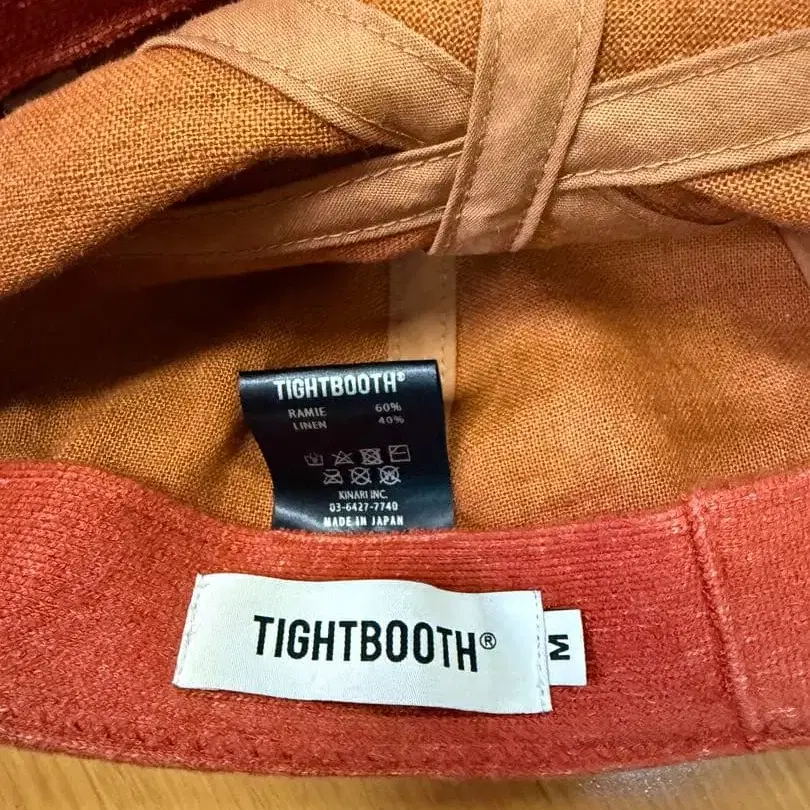 TIGHTBOOTH®
RAMIE 60%
LINEN 40%
KINARI INC.
03-6427-7740
MADE IN JAPAN
TIGHTBOOTH®
M